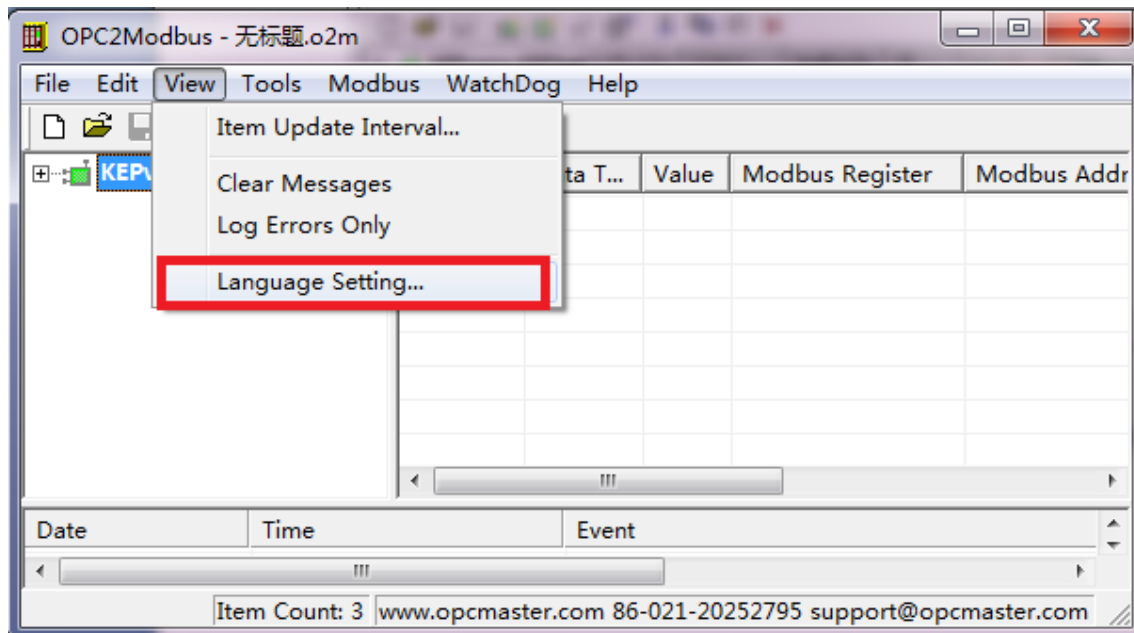 OPC2Modbus - 无标题.o2m
File Edit View Tools Modbus WatchDog Help
Item Update Interval...
KEP ta T... Value Modbus Register Modbus Addr
Clear Messages
Log Errors Only
Language Setting...
Date Time Event
Item Count: 3 www.opcmaster.com 86-021-20252795 support@opcmaster.com